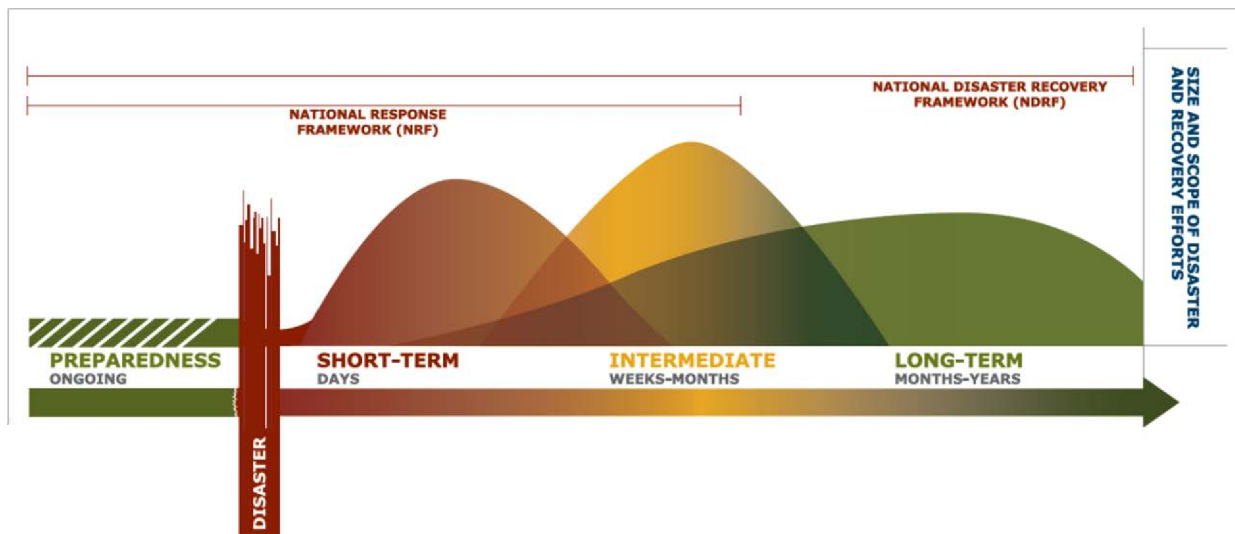 NATIONAL DISASTER RECOVERY
FRAMEWORK (NDRF)
NATIONAL RESPONSE
FRAMEWORK (NRF)
SIZE AND SCOPE OF DISASTER
AND RECOVERY EFFORTS
PREPAREDNESS
ONGOING
SHORT-TERM
DAYS
INTERMEDIATE
WEEKS-MONTHS
LONG-TERM
MONTHS-YEARS
DISASTER